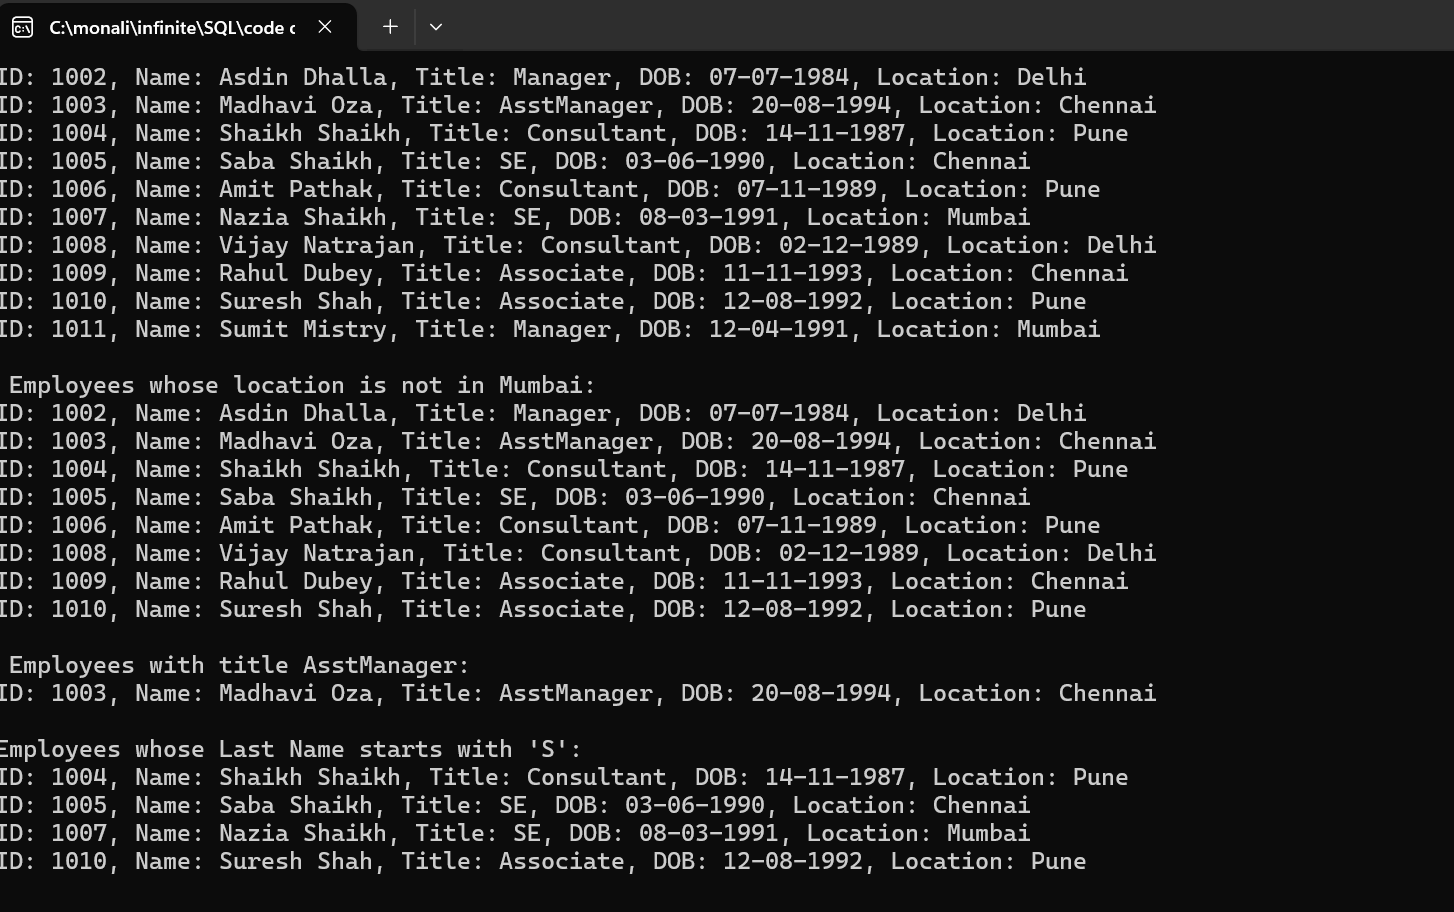 C:\monali\infinite\SQL\code c
ID: 1002, Name: Asdin Dhalla, Title: Manager, DOB: 07-07-1984, Location: Delhi
ID: 1003, Name: Madhavi Oza, Title: AsstManager, DOB: 20-08-1994, Location: Chennai
ID: 1004, Name: Shaikh Shaikh, Title: Consultant, DOB: 14-11-1987, Location: Pune
ID: 1005, Name: Saba Shaikh, Title: SE, DOB: 03-06-1990, Location: Chennai
ID: 1006, Name: Amit Pathak, Title: Consultant, DOB: 07-11-1989, Location: Pune
ID: 1007, Name: Nazia Shaikh, Title: SE, DOB: 08-03-1991, Location: Mumbai
ID: 1008, Name: Vijay Natrajan, Title: Consultant, DOB: 02-12-1989, Location: Delhi
ID: 1009, Name: Rahul Dubey, Title: Associate, DOB: 11-11-1993, Location: Chennai
ID: 1010, Name: Suresh Shah, Title: Associate, DOB: 12-08-1992, Location: Pune
ID: 1011, Name: Sumit Mistry, Title: Manager, DOB: 12-04-1991, Location: Mumbai
Employees whose location is not in Mumbai:
ID: 1002, Name: Asdin Dhalla, Title: Manager, DOB: 07-07-1984, Location: Delhi
ID: 1003, Name: Madhavi Oza, Title: AsstManager, DOB: 20-08-1994, Location: Chennai
ID: 1004, Name: Shaikh Shaikh, Title: Consultant, DOB: 14-11-1987, Location: Pune
ID: 1005, Name: Saba Shaikh, Title: SE, DOB: 03-06-1990, Location: Chennai
ID: 1006, Name: Amit Pathak, Title: Consultant, DOB: 07-11-1989, Location: Pune
ID: 1008, Name: Vijay Natrajan, Title: Consultant, DOB: 02-12-1989, Location: Delhi
ID: 1009, Name: Rahul Dubey, Title: Associate, DOB: 11-11-1993, Location: Chennai
ID: 1010, Name: Suresh Shah, Title: Associate, DOB: 12-08-1992, Location: Pune
Employees with title AsstManager:
ID: 1003, Name: Madhavi Oza, Title: AsstManager, DOB: 20-08-1994, Location: Chennai
Employees whose Last Name starts with 'S':
ID: 1004, Name: Shaikh Shaikh, Title: Consultant, DOB: 14-11-1987, Location: Pune
ID: 1005, Name: Saba Shaikh, Title: SE, DOB: 03-06-1990, Location: Chennai
ID: 1007, Name: Nazia Shaikh, Title: SE, DOB: 08-03-1991, Location: Mumbai
ID: 1010, Name: Suresh Shah, Title: Associate, DOB: 12-08-1992, Location: Pune